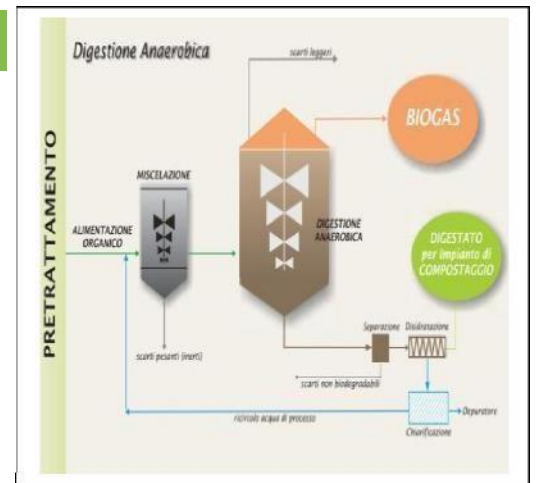 Digestione Anaerobica
scarti leggeri
BIOGAS
PRETRATTAMENTO
MISCELAZIONE
ALIMENTAZIONE
ORGANICO
DIGESTIONE
ANAEROBICA
DIGESTATO
per impianto di
COMPOSTAGGIO
Separazione
Disidratazione
scarti pesanti (inerti)
scarti non biodegradabili
ricircolo acqua di processo
Chiarificazione
Depuratore